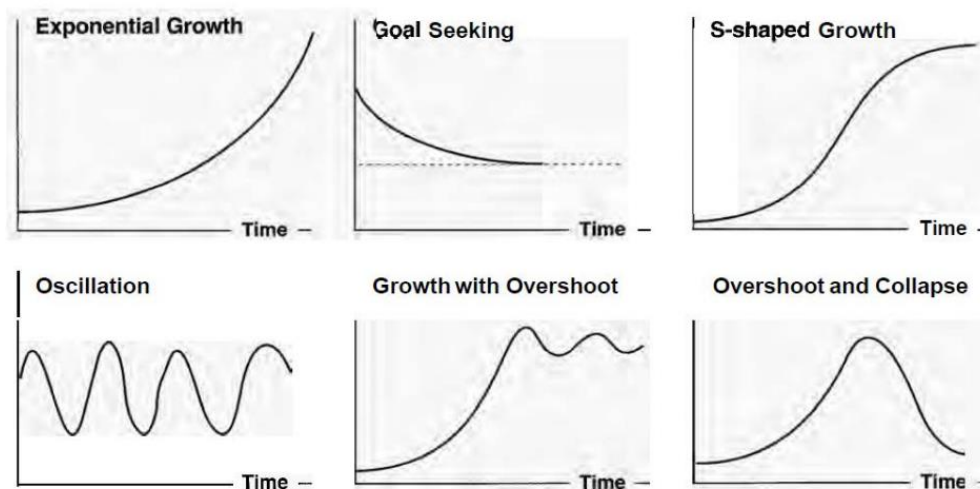 Exponential Growth
Goal Seeking
S-shaped Growth
Time
Time
Time
Oscillation
Growth with Overshoot
Overshoot and Collapse
Time
Time
Time